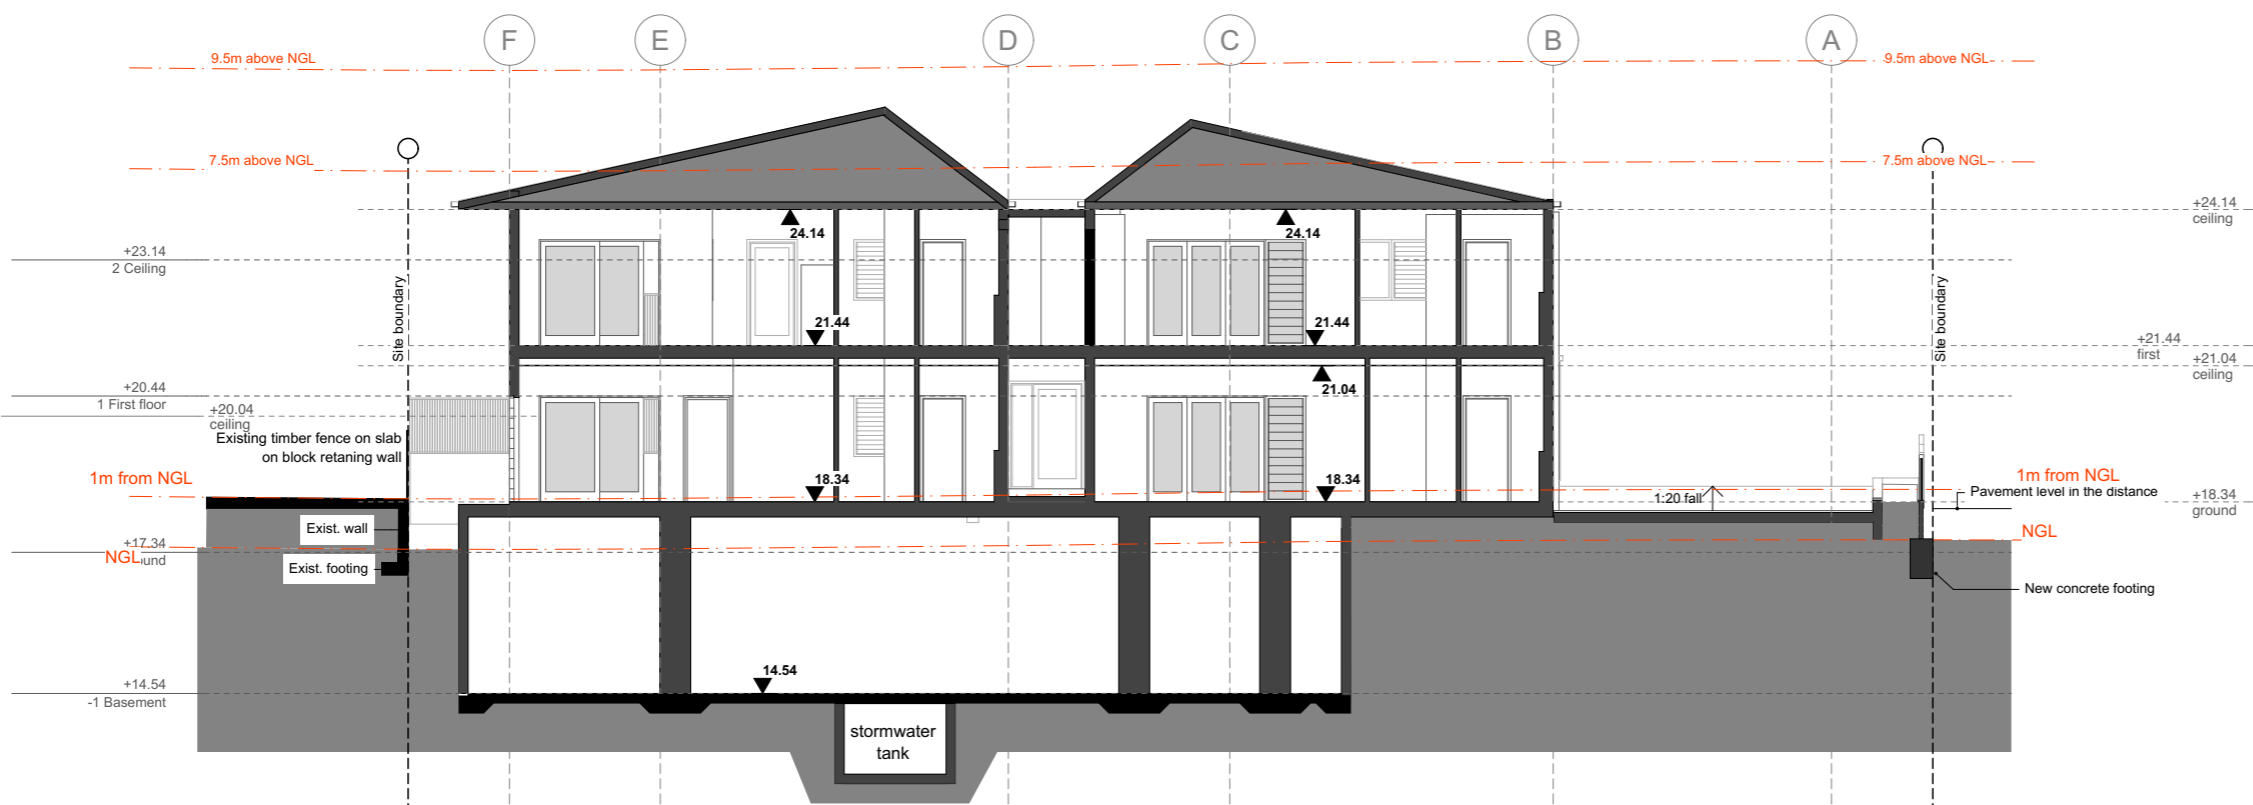 F
E
D
C
B
A
9.5m above NGL
9.5m above NGL
7.5m above NGL
7.5m above NGL
+24.14
ceiling
24.14
24.14
+23.14
2 Ceiling
Site boundary
Site boundary
21.44
21.44
+21.44
first
+21.04
ceiling
21.04
+20.44
1 First floor
+20.04
ceiling
Existing timber fence on slab
on block retaning wall
1m from NGL
1m from NGL
18.34
18.34
1:20 fall
Pavement level in the distance
+18.34
ground
Exist. wall
NGL
+17.34
und
NGL
Exist. footing
New concrete footing
14.54
+14.54
-1 Basement
stormwater
tank